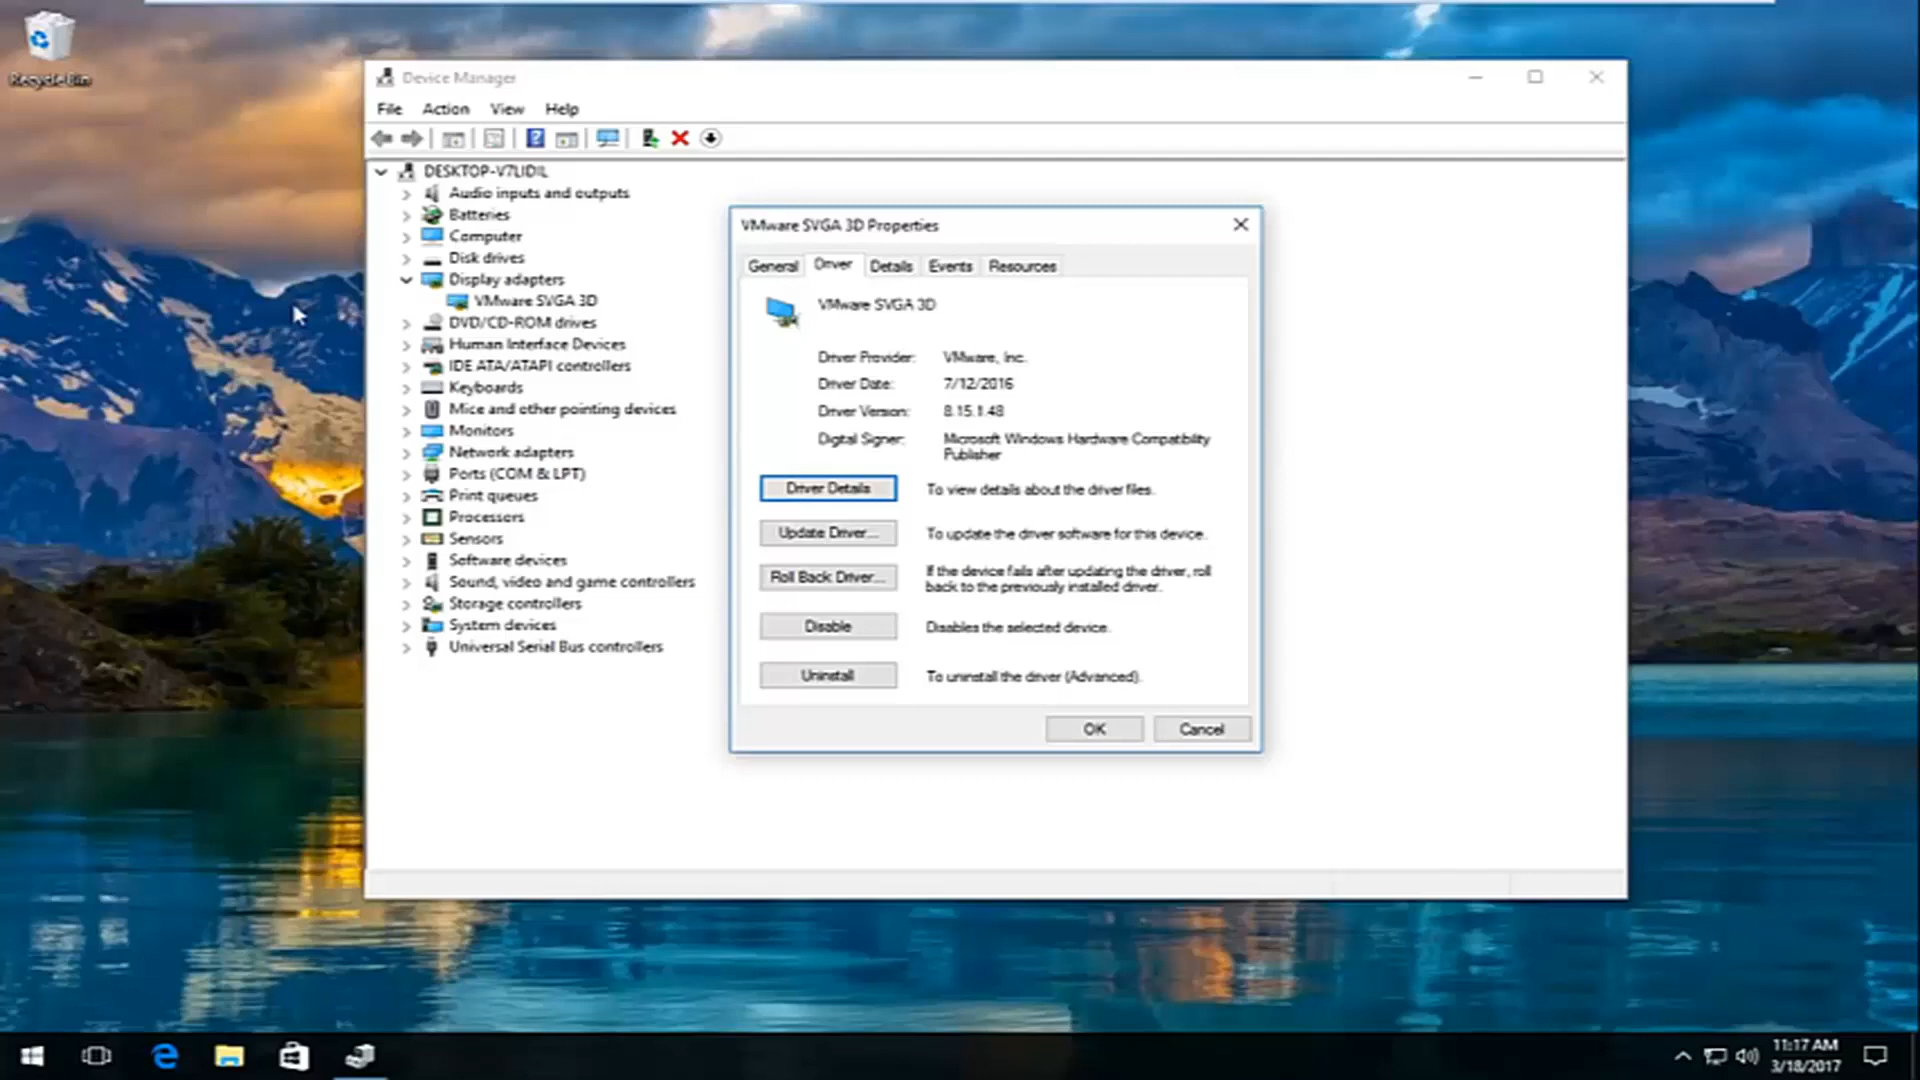 Recycle Bin
Device Manager
File Action View Help
DESKTOP-V7LIDIL
Audio inputs and outputs
Batteries
Computer
Disk drives
Display adapters
VMware SVGA 3D
DVD/CD-ROM drives
Human Interface Devices
IDE ATA/ATAPI controllers
Keyboards
Mice and other pointing devices
Monitors
Network adapters
Ports (COM & LPT)
Print queues
Processors
Sensors
Software devices
Sound, video and game controllers
Storage controllers
System devices
Universal Serial Bus controllers
VMware SVGA 3D Properties
General Driver Details Events Resources
VMware SVGA 3D
Driver Provider: VMware, Inc.
Driver Date: 7/12/2016
Driver Version: 8.15.1.48
Digital Signer: Microsoft Windows Hardware Compatibility
Publisher
Driver Details To view details about the driver files.
Update Driver... To update the driver software for this device.
Roll Back Driver... If the device fails after updating the driver, roll
back to the previously installed driver.
Disable Disables the selected device.
Uninstall To uninstall the driver (Advanced).
OK Cancel
11:17 AM
3/18/2017